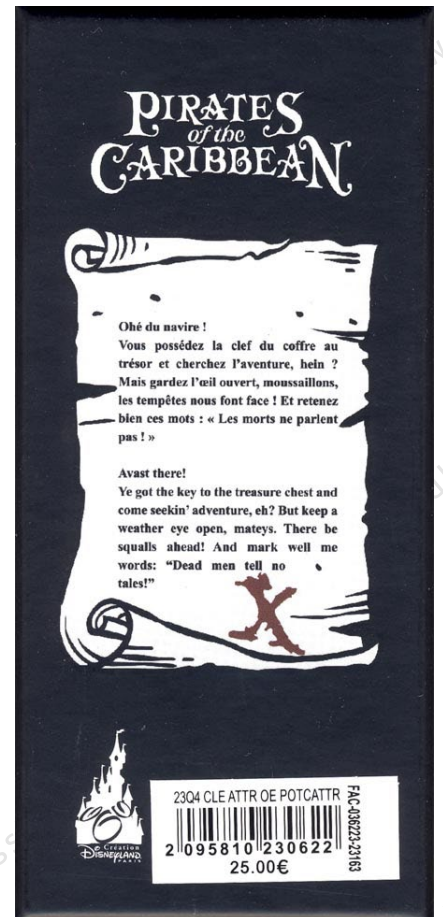 PIRATES
of the
CARIBBEAN
Ohé du navire !
Vous possédez la clef du coffre au
trésor et cherchez l’aventure, hein ?
Mais gardez l’œil ouvert, moussaillons,
les tempêtes nous font face ! Et retenez
bien ces mots : « Les morts ne parlent
pas ! »
Avast there!
Ye got the key to the treasure chest and
come seekin’ adventure, eh? But keep a
weather eye open, mateys. There be
squalls ahead! And mark well me
words: “Dead men tell no
tales!”
X
Création
DISNEYLAND
PARIS
23Q4 CLE ATTR OE POTCATTR
2 095810 230622
25.00€
FAC-036223-23163